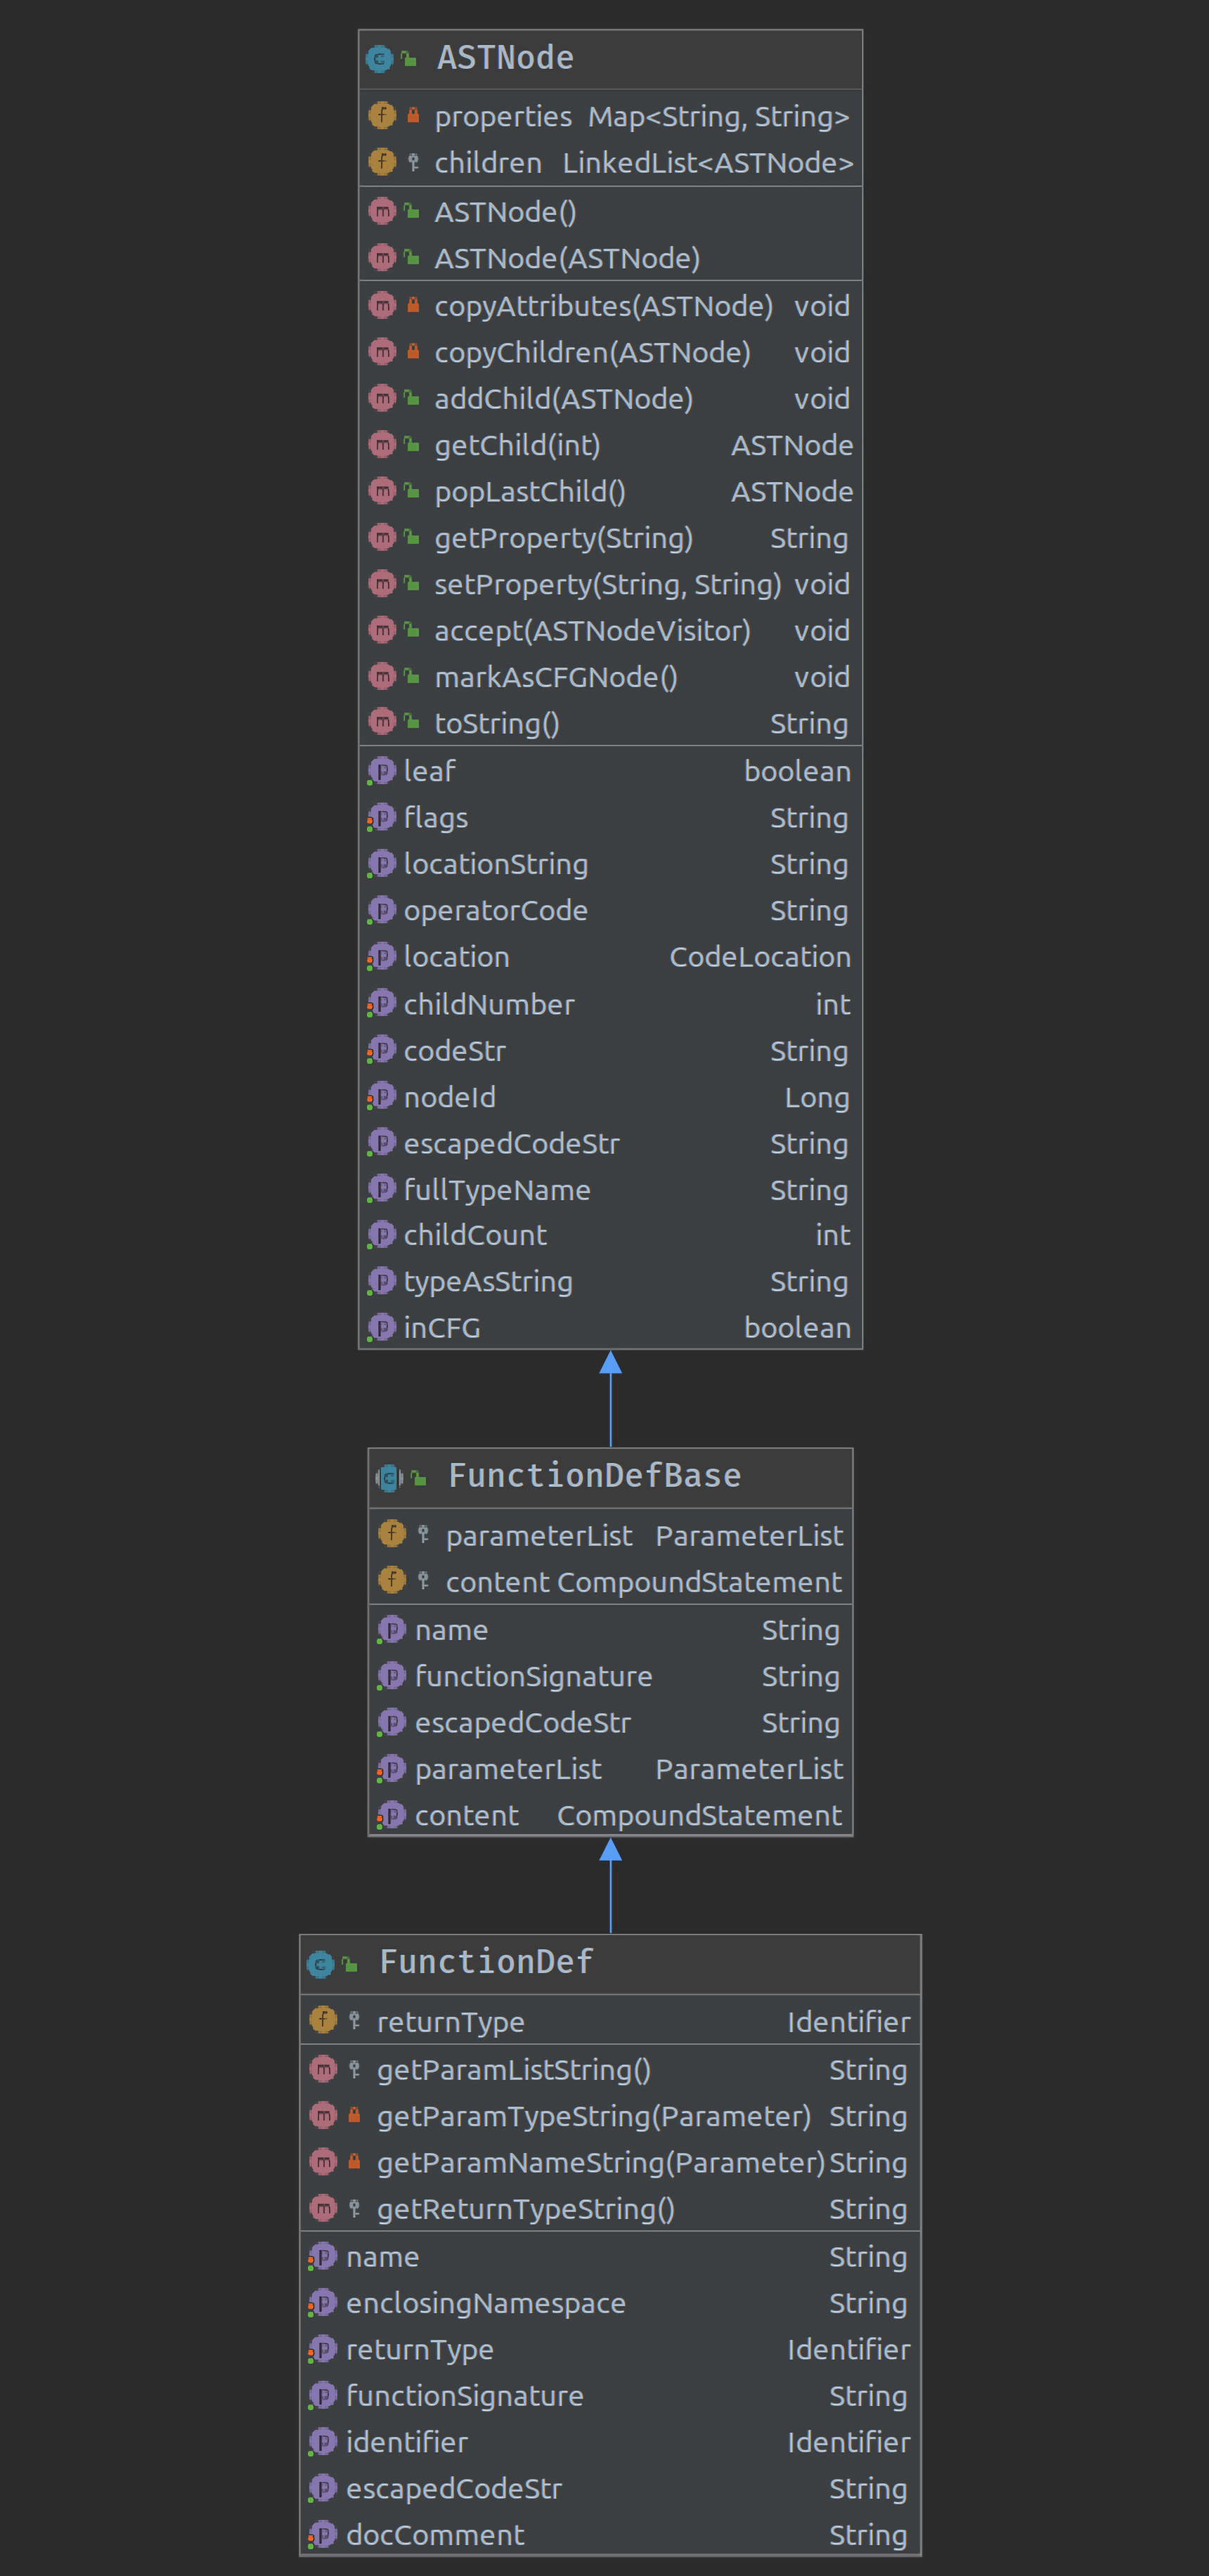 ASTNode
properties Map<String, String>
children LinkedList<ASTNode>
ASTNode()
ASTNode(ASTNode)
copyAttributes(ASTNode) void
copyChildren(ASTNode) void
addChild(ASTNode) void
getChild(int) ASTNode
popLastChild() ASTNode
getProperty(String) String
setProperty(String, String) void
accept(ASTNodeVisitor) void
markAsCFGNode() void
toString() String
leaf boolean
flags String
locationString String
operatorCode String
location CodeLocation
childNumber int
codeStr String
nodeId Long
escapedCodeStr String
fullTypeName String
childCount int
typeAsString String
inCFG boolean
FunctionDefBase
parameterList ParameterList
content CompoundStatement
name String
functionSignature String
escapedCodeStr String
parameterList ParameterList
content CompoundStatement
FunctionDef
returnType Identifier
getParamListString() String
getParamTypeString(Parameter) String
getParamNameString(Parameter) String
getReturnTypeString() String
name String
enclosingNamespace String
returnType Identifier
functionSignature String
identifier Identifier
escapedCodeStr String
docComment String